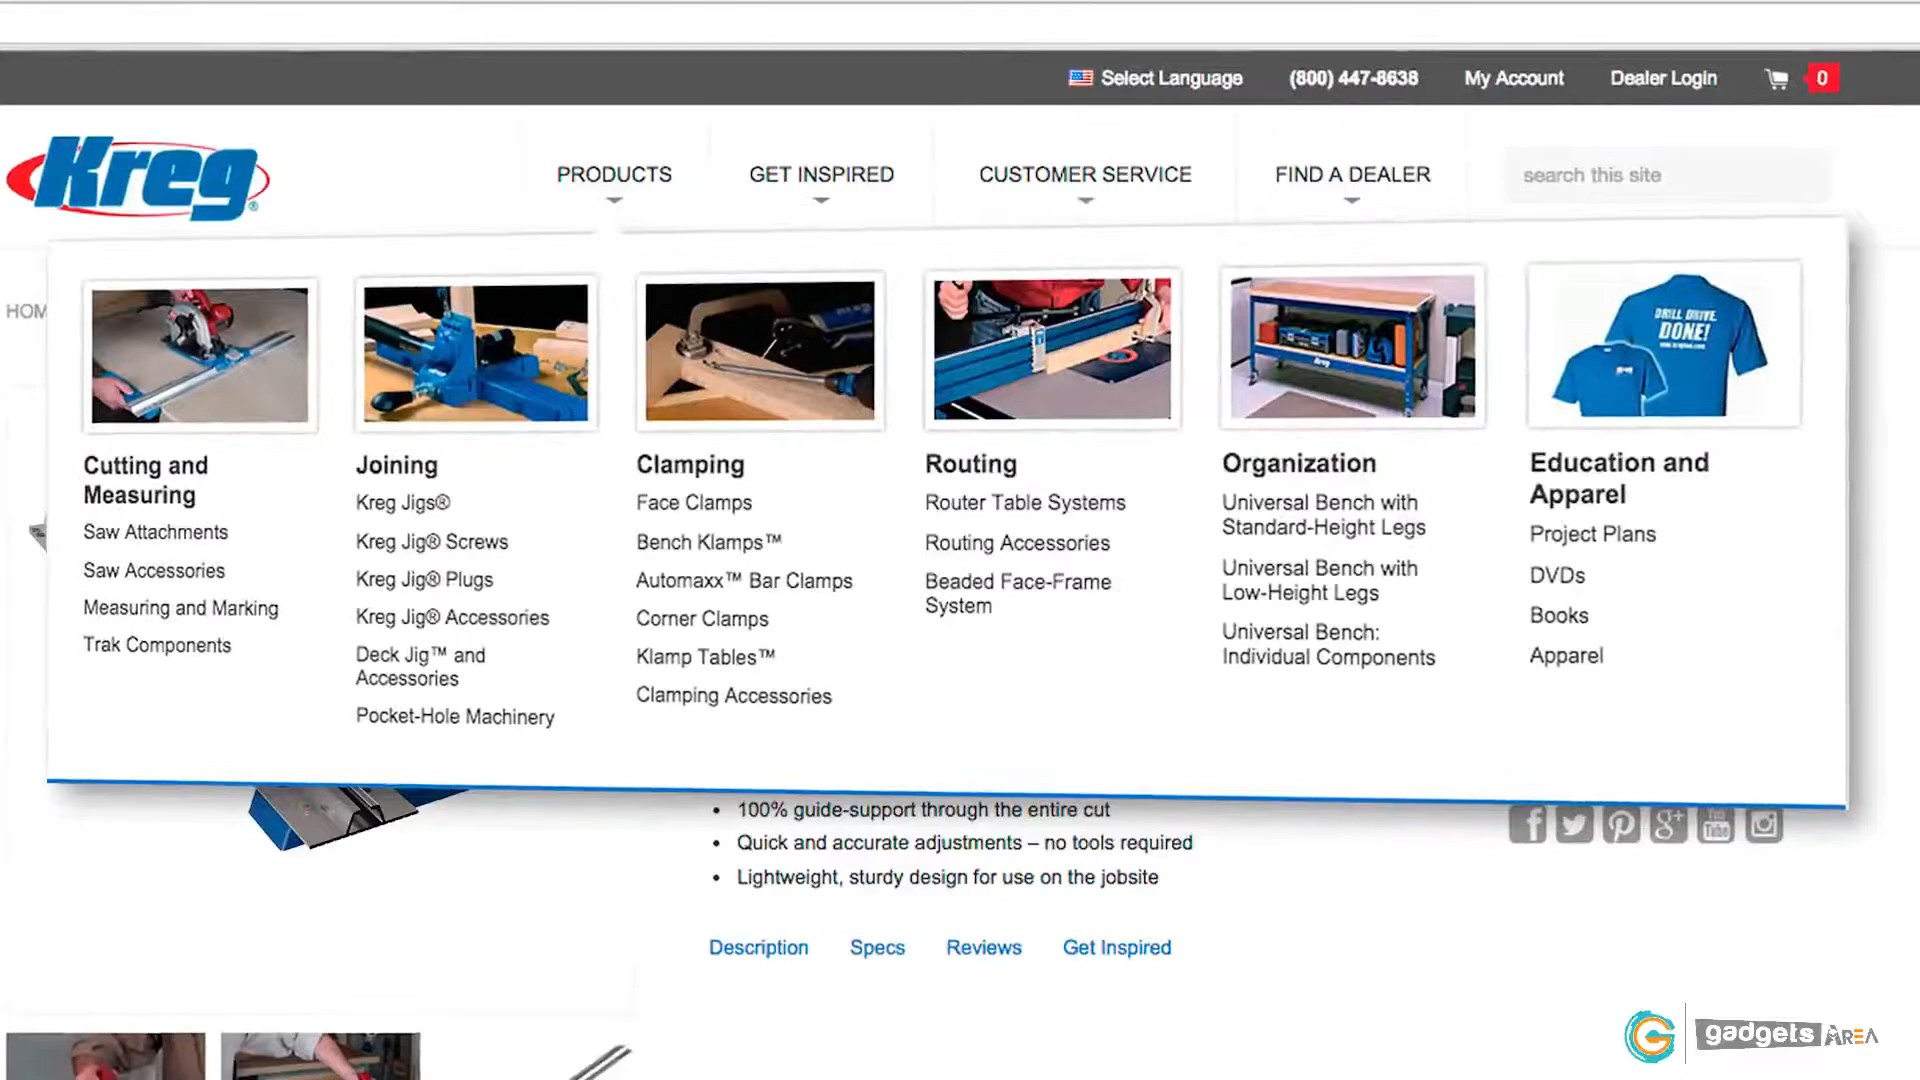 Select Language (800) 447-8638 My Account Dealer Login 0
Kreg®
PRODUCTS GET INSPIRED CUSTOMER SERVICE FIND A DEALER search this site
HOM
DRILL DRIVE.
DONE!
Kreg
Cutting and
Measuring
Saw Attachments
Saw Accessories
Measuring and Marking
Trak Components
Joining
Kreg Jigs®
Kreg Jig® Screws
Kreg Jig® Plugs
Kreg Jig® Accessories
Deck Jig™ and
Accessories
Pocket-Hole Machinery
Clamping
Face Clamps
Bench Klamps™
Automaxx™ Bar Clamps
Corner Clamps
Klamp Tables™
Clamping Accessories
Routing
Router Table Systems
Routing Accessories
Beaded Face-Frame
System
Organization
Universal Bench with
Standard-Height Legs
Universal Bench with
Low-Height Legs
Universal Bench:
Individual Components
Education and
Apparel
Project Plans
DVDs
Books
Apparel
• 100% guide-support through the entire cut
• Quick and accurate adjustments – no tools required
• Lightweight, sturdy design for use on the jobsite
You
Tube
Description Specs Reviews Get Inspired
gadgets AREA